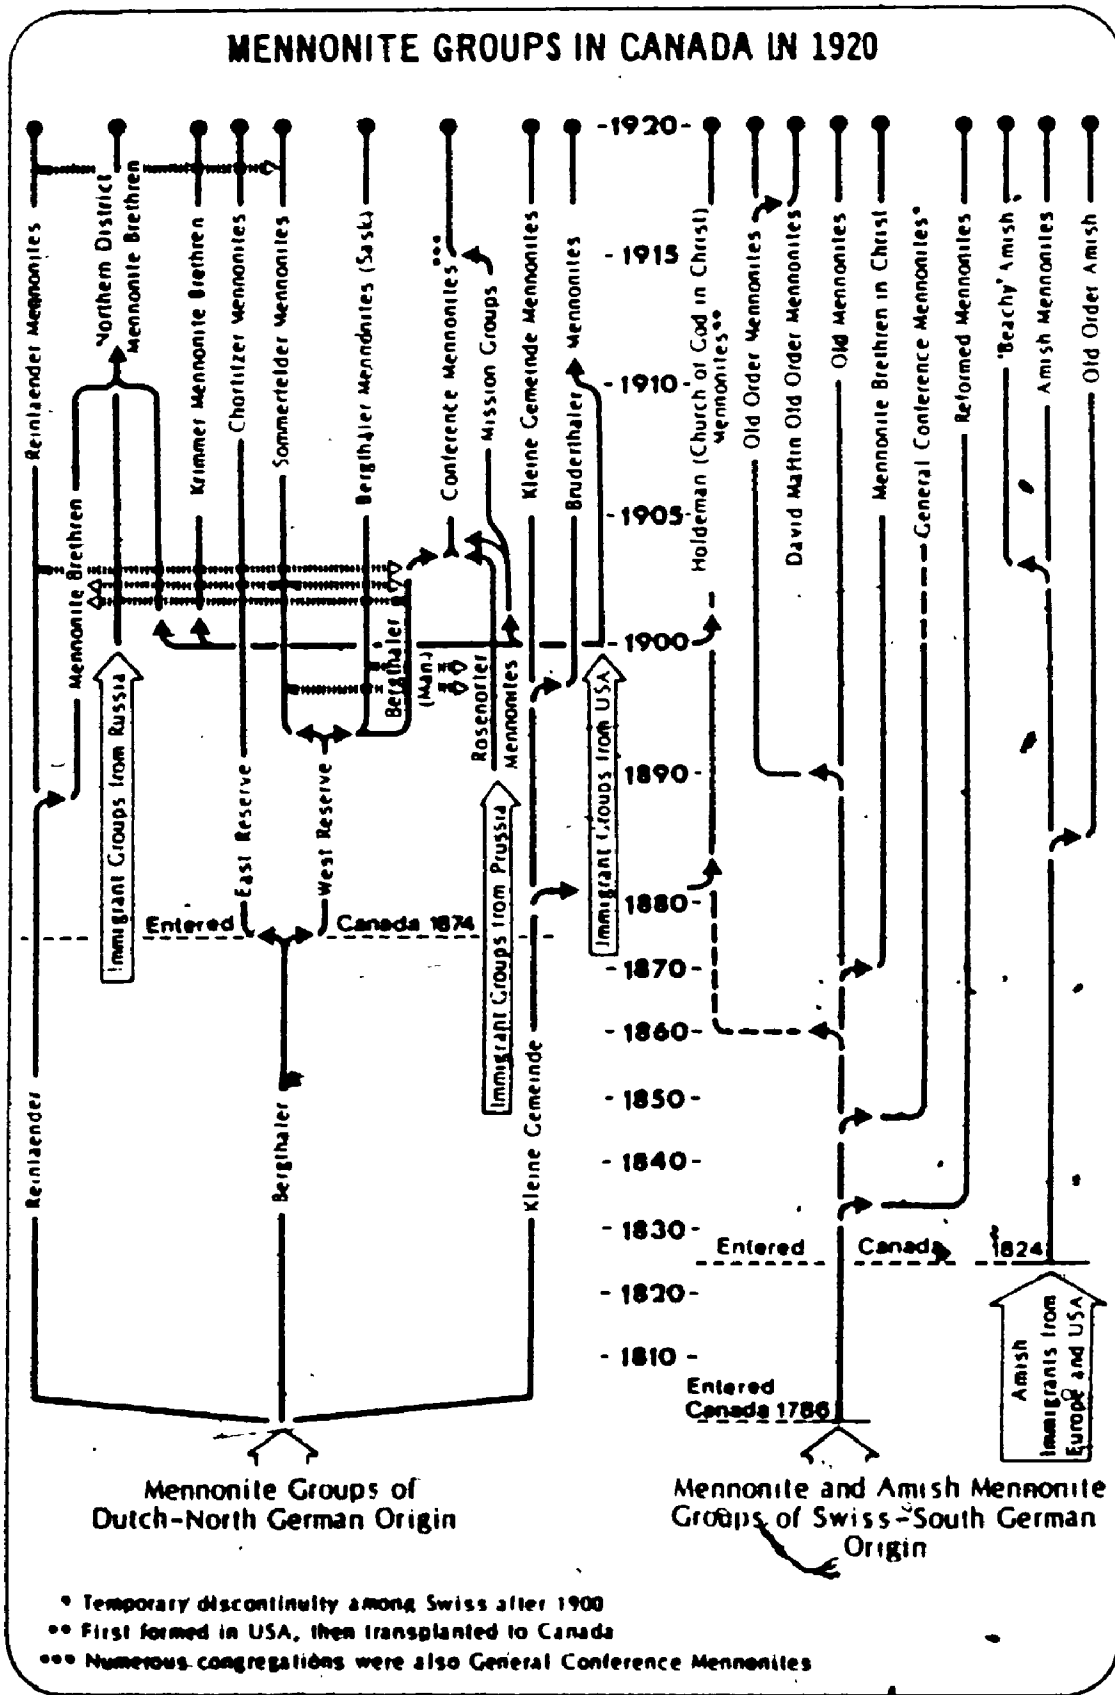 MENNONITE GROUPS IN CANADA IN 1920
Reinlaender Mennonites
Northern District
Mennonite Brethren
Krimmer Mennonite Brethren
Chortitzer Mennonites
Sommerfelder Mennonites
Bergthaler Mennonites (Sask)
Conference Mennonites***
Mission Groups
Kleine Gemeinde Mennonites
Bruderthaler Mennonites
Mennonite Brethren
Immigrant Groups from Russia
East Reserve
West Reserve
Bergthaler
(Man)
Rosenorter
Mennonites
Immigrant Groups from Prussia
Immigrant Groups from USA
Entered Canada 1874
Reinlaender
Bergthaler
Kleine Gemeinde
-1920-
-1915
-1910-
-1905-
-1900-
-1890-
-1880-
-1870-
-1860-
-1850-
-1840-
-1830-
-1820-
-1810-
Holdeman (Church of God in Christ)
Mennonites**
Old Order Mennonites
David Martin Old Order Mennonites
Old Mennonites
Mennonite Brethren in Christ
General Conference Mennonites*
Reformed Mennonites
'Beachy' Amish
Amish Mennonites
Old Order Amish
Entered Canada 1824
Entered
Canada 1786
Amish
Immigrants from
Europe and USA
Mennonite Groups of
Dutch-North German Origin
Mennonite and Amish Mennonite
Groups of Swiss-South German
Origin
* Temporary discontinuity among Swiss after 1900
** First formed in USA, then transplanted to Canada
*** Numerous congregations were also General Conference Mennonites